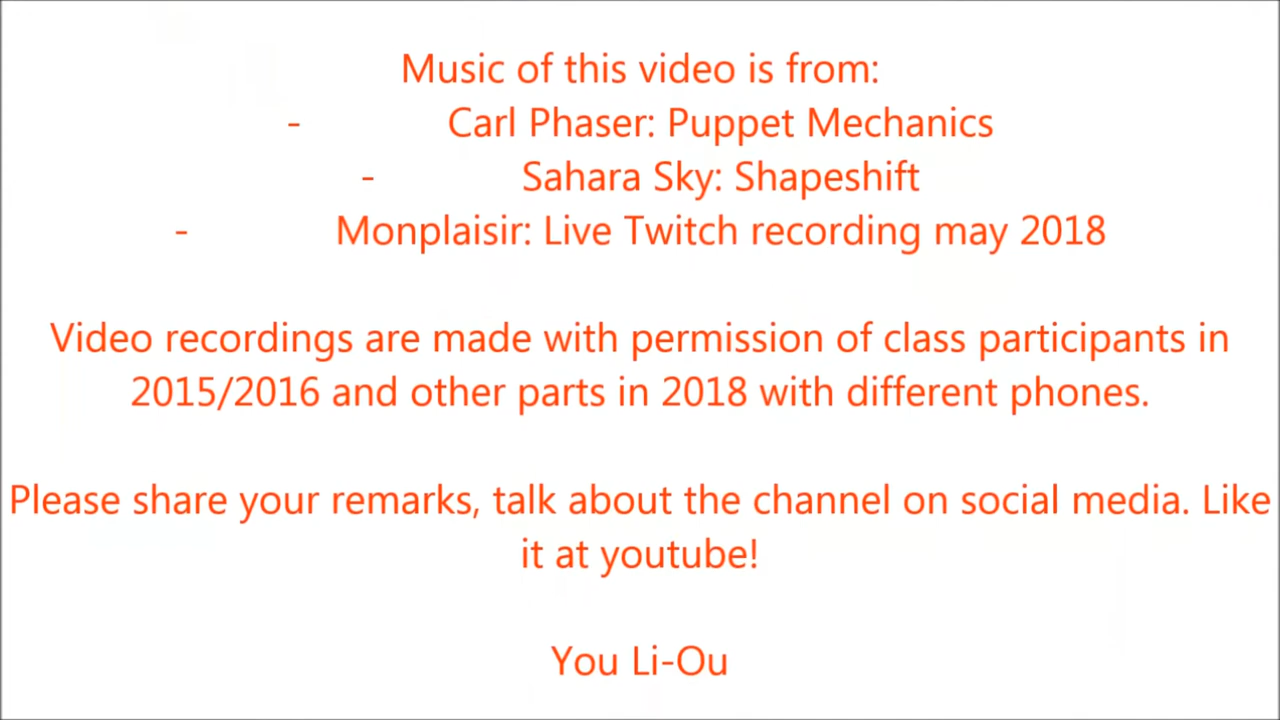 Music of this video is from:
- Carl Phaser: Puppet Mechanics
- Sahara Sky: Shapeshift
- Monplaisir: Live Twitch recording may 2018
Video recordings are made with permission of class participants in
2015/2016 and other parts in 2018 with different phones.
Please share your remarks, talk about the channel on social media. Like
it at youtube!
You Li-Ou